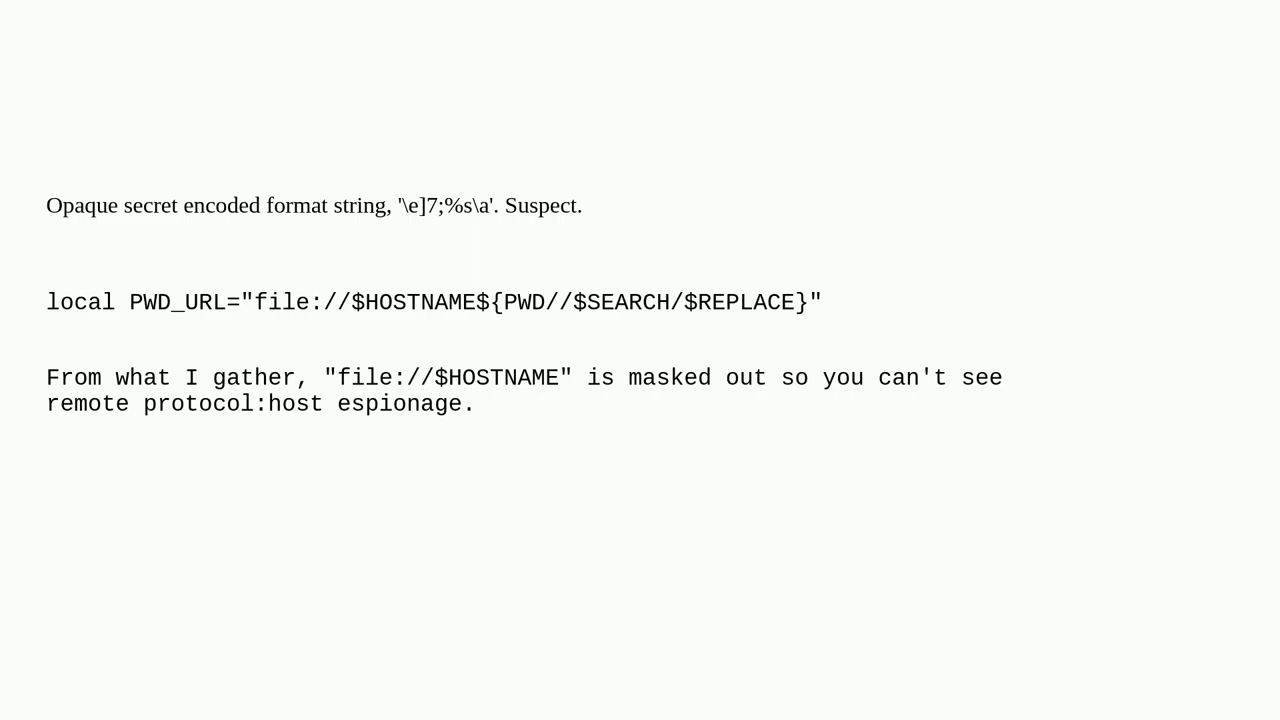 Opaque secret encoded format string, '\e]7;%s\a'. Suspect.
local PWD_URL="file://$HOSTNAME${PWD//$SEARCH/$REPLACE}"
From what I gather, "file://$HOSTNAME" is masked out so you can't see
remote protocol:host espionage.